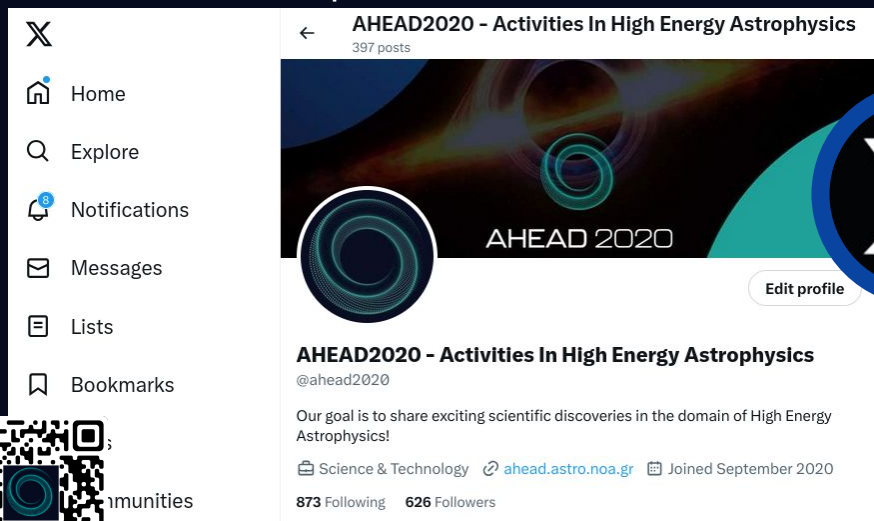 Home
Explore
8
Notifications
Messages
Lists
Bookmarks
AHEAD2020 - Activities In High Energy Astrophysics
397 posts
AHEAD 2020
Edit profile
AHEAD2020 - Activities In High Energy Astrophysics
@ahead2020
Our goal is to share exciting scientific discoveries in the domain of High Energy
Astrophysics!
Science & Technology ahead.astro.noa.gr Joined September 2020
873 Following 626 Followers